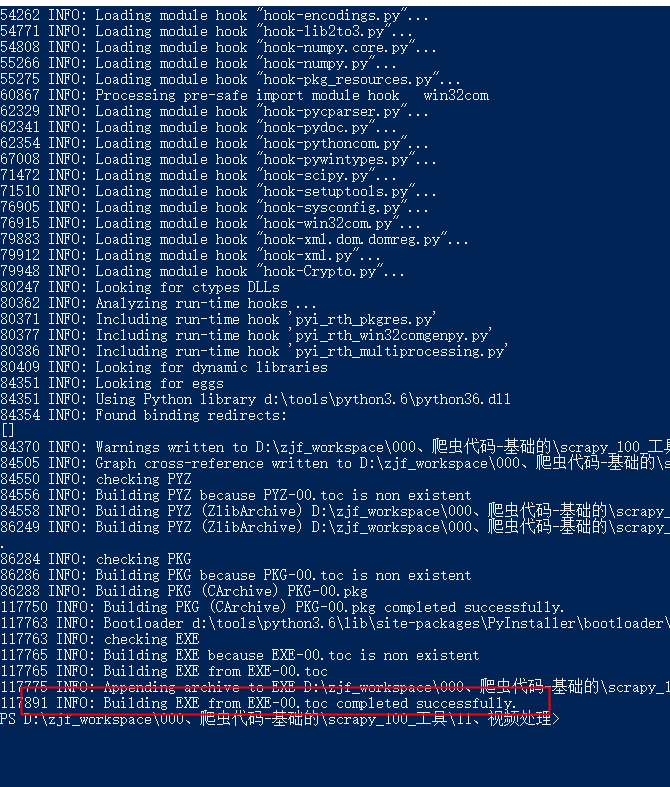 54262 INFO: Loading module hook "hook-encodings.py"...
54771 INFO: Loading module hook "hook-lib2to3.py"...
54808 INFO: Loading module hook "hook-numpy.core.py"...
55266 INFO: Loading module hook "hook-numpy.py"...
55275 INFO: Loading module hook "hook-pkg_resources.py"...
60867 INFO: Processing pre-safe import module hook   win32com
62329 INFO: Loading module hook "hook-pycparser.py"...
62341 INFO: Loading module hook "hook-pydoc.py"...
62354 INFO: Loading module hook "hook-pythoncom.py"...
67008 INFO: Loading module hook "hook-pywintypes.py"...
71472 INFO: Loading module hook "hook-scipy.py"...
71510 INFO: Loading module hook "hook-setuptools.py"...
76905 INFO: Loading module hook "hook-sysconfig.py"...
76915 INFO: Loading module hook "hook-win32com.py"...
79883 INFO: Loading module hook "hook-xml.dom.domreg.py"...
79912 INFO: Loading module hook "hook-xml.py"...
79948 INFO: Loading module hook "hook-Crypto.py"...
80247 INFO: Looking for ctypes DLLs
80362 INFO: Analyzing run-time hooks ...
80371 INFO: Including run-time hook 'pyi_rth_pkgres.py'
80377 INFO: Including run-time hook 'pyi_rth_win32comgenpy.py'
80386 INFO: Including run-time hook 'pyi_rth_multiprocessing.py'
80409 INFO: Looking for dynamic libraries
84351 INFO: Looking for eggs
84351 INFO: Using Python library d:\tools\python3.6\python36.dll
84354 INFO: Found binding redirects:
[]
84370 INFO: Warnings written to D:\zjf_workspace\000、爬虫代码-基础的\scrapy_100_工具
84505 INFO: Graph cross-reference written to D:\zjf_workspace\000、爬虫代码-基础的\s
84550 INFO: checking PYZ
84556 INFO: Building PYZ because PYZ-00.toc is non existent
84558 INFO: Building PYZ (ZlibArchive) D:\zjf_workspace\000、爬虫代码-基础的\scrapy_
86249 INFO: Building PYZ (ZlibArchive) D:\zjf_workspace\000、爬虫代码-基础的\scrapy_
.
86284 INFO: checking PKG
86286 INFO: Building PKG because PKG-00.toc is non existent
86288 INFO: Building PKG (CArchive) PKG-00.pkg
117750 INFO: Building PKG (CArchive) PKG-00.pkg completed successfully.
117763 INFO: Bootloader d:\tools\python3.6\lib\site-packages\PyInstaller\bootloader\
117763 INFO: checking EXE
117765 INFO: Building EXE because EXE-00.toc is non existent
117765 INFO: Building EXE from EXE-00.toc
117776 INFO: Appending archive to EXE D:\zjf_workspace\000、爬虫代码-基础的\scrapy_1
117891 INFO: Building EXE from EXE-00.toc completed successfully.
PS D:\zjf_workspace\000、爬虫代码-基础的\scrapy_100_工具\11、视频处理>